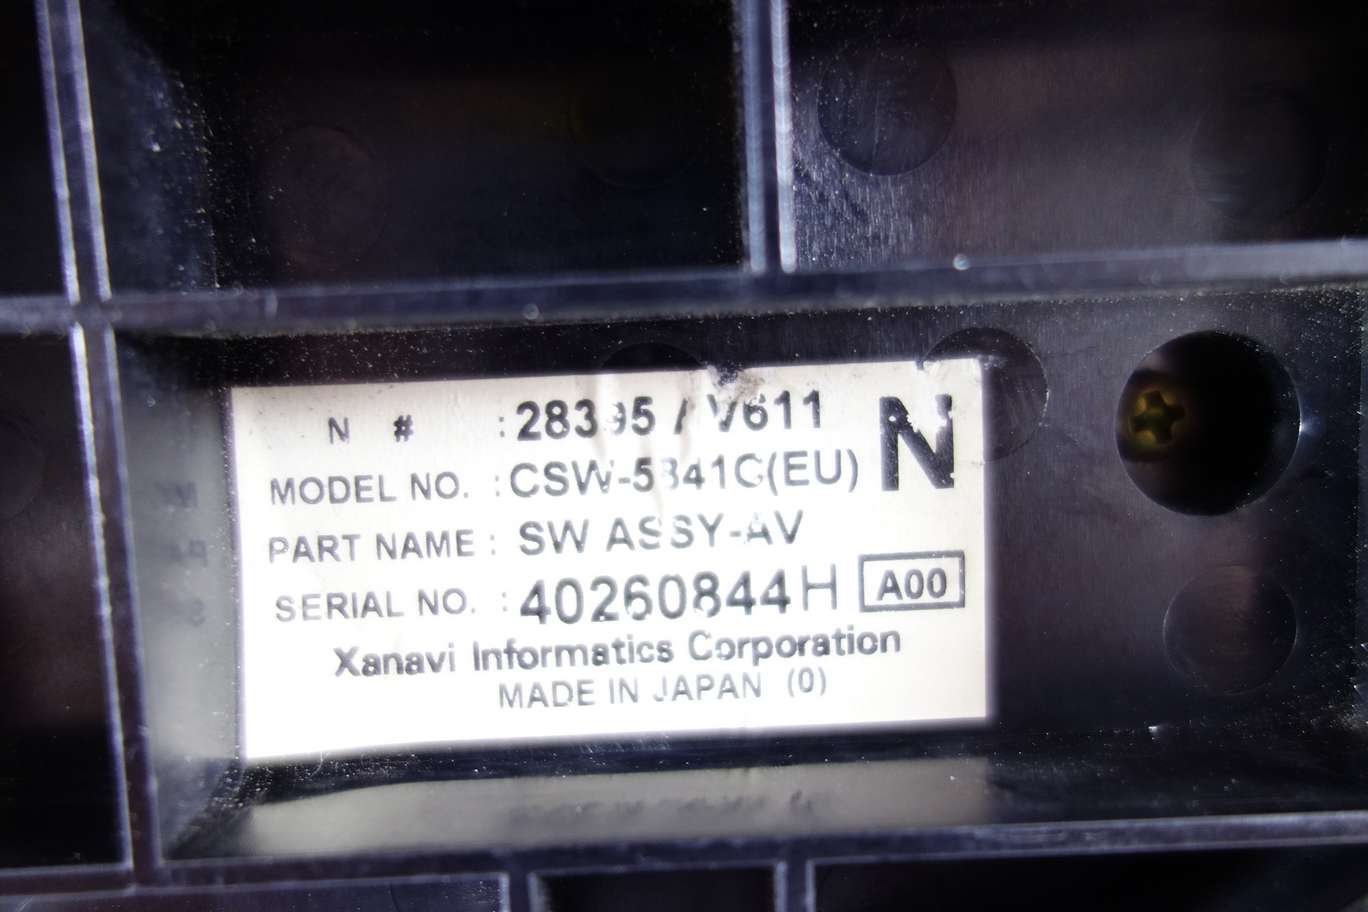 N # : 28395 / V611 N
MODEL NO. : CSW-5841C(EU)
PART NAME : SW ASSY-AV
SERIAL NO. : 40260844H A00
Xanavi Informatics Corporation
MADE IN JAPAN (0)